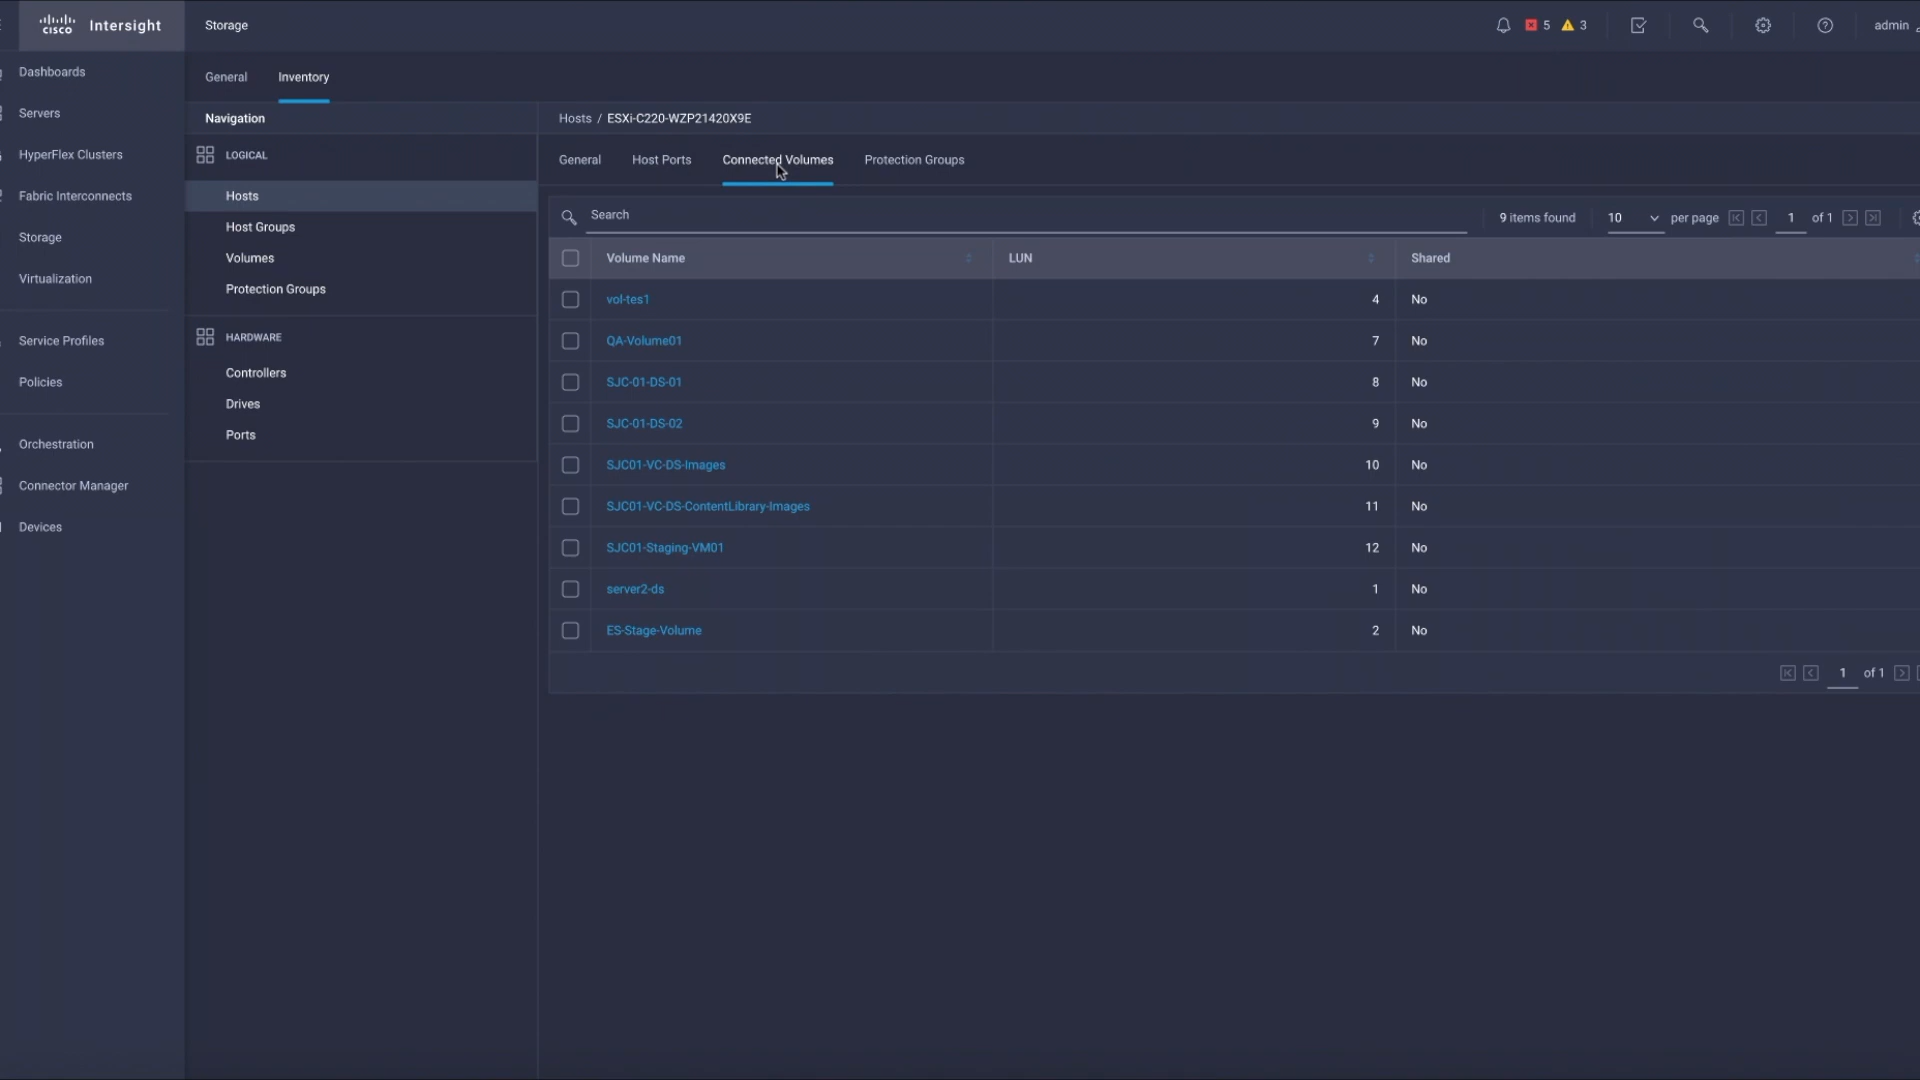 cisco Intersight
Storage
5 3
admin
Dashboards
Servers
HyperFlex Clusters
Fabric Interconnects
Storage
Virtualization
Service Profiles
Policies
Orchestration
Connector Manager
Devices
General Inventory
Navigation
LOGICAL
Hosts
Host Groups
Volumes
Protection Groups
HARDWARE
Controllers
Drives
Ports
Hosts / ESXi-C220-WZP21420X9E
General Host Ports Connected Volumes Protection Groups
Search
9 items found 10 per page 1 of 1
Volume Name LUN Shared
vol-tes1 4 No
QA-Volume01 7 No
SJC-01-DS-01 8 No
SJC-01-DS-02 9 No
SJC01-VC-DS-Images 10 No
SJC01-VC-DS-ContentLibrary-Images 11 No
SJC01-Staging-VM01 12 No
server2-ds 1 No
ES-Stage-Volume 2 No
1 of 1